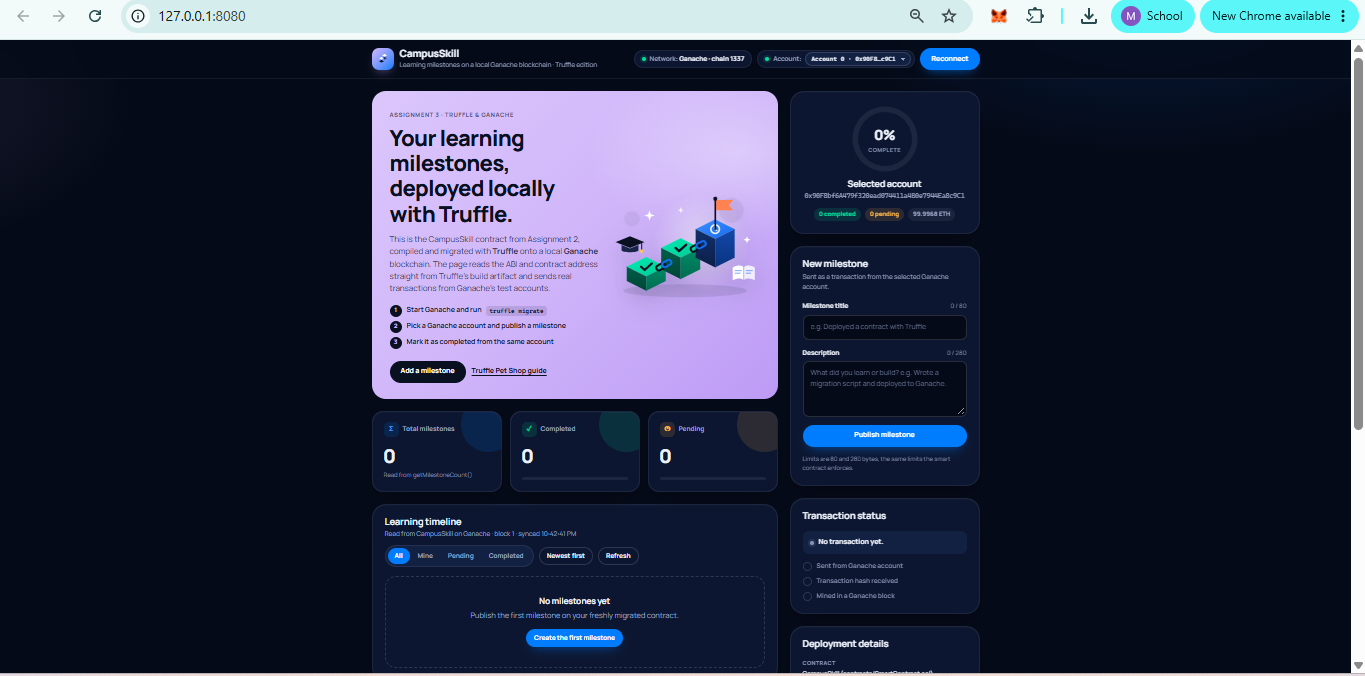 127.0.0.1:8080
M School
New Chrome available
CampusSkill
Learning milestones on a local Ganache blockchain · Truffle edition
Network: Ganache · chain 1337
Account: Account 0 · 0x90F8…c9C1
Reconnect
ASSIGNMENT 3 · TRUFFLE & GANACHE
Your learning
milestones,
deployed locally
with Truffle.
This is the CampusSkill contract from Assignment 2,
compiled and migrated with Truffle onto a local Ganache
blockchain. The page reads the ABI and contract address
straight from Truffle's build artifact and sends real
transactions from Ganache's test accounts.
1 Start Ganache and run truffle migrate
2 Pick a Ganache account and publish a milestone
3 Mark it as completed from the same account
Add a milestone
Truffle Pet Shop guide
Σ Total milestones
0
Read from getMilestoneCount()
✓ Completed
0
Pending
0
Learning timeline
Read from CampusSkill on Ganache · block 1 · synced 10:42:41 PM
All
Mine
Pending
Completed
Newest first
Refresh
No milestones yet
Publish the first milestone on your freshly migrated contract.
Create the first milestone
0%
COMPLETE
Selected account
0 completed
0 pending
99.9968 ETH
New milestone
Sent as a transaction from the selected Ganache
account.
Milestone title
0 / 80
e.g. Deployed a contract with Truffle
Description
0 / 280
What did you learn or build? e.g. Wrote a
migration script and deployed to Ganache.
Publish milestone
Limits are 80 and 280 bytes, the same limits the smart
contract enforces.
Transaction status
No transaction yet.
Sent from Ganache account
Transaction hash received
Mined in a Ganache block
Deployment details
CONTRACT